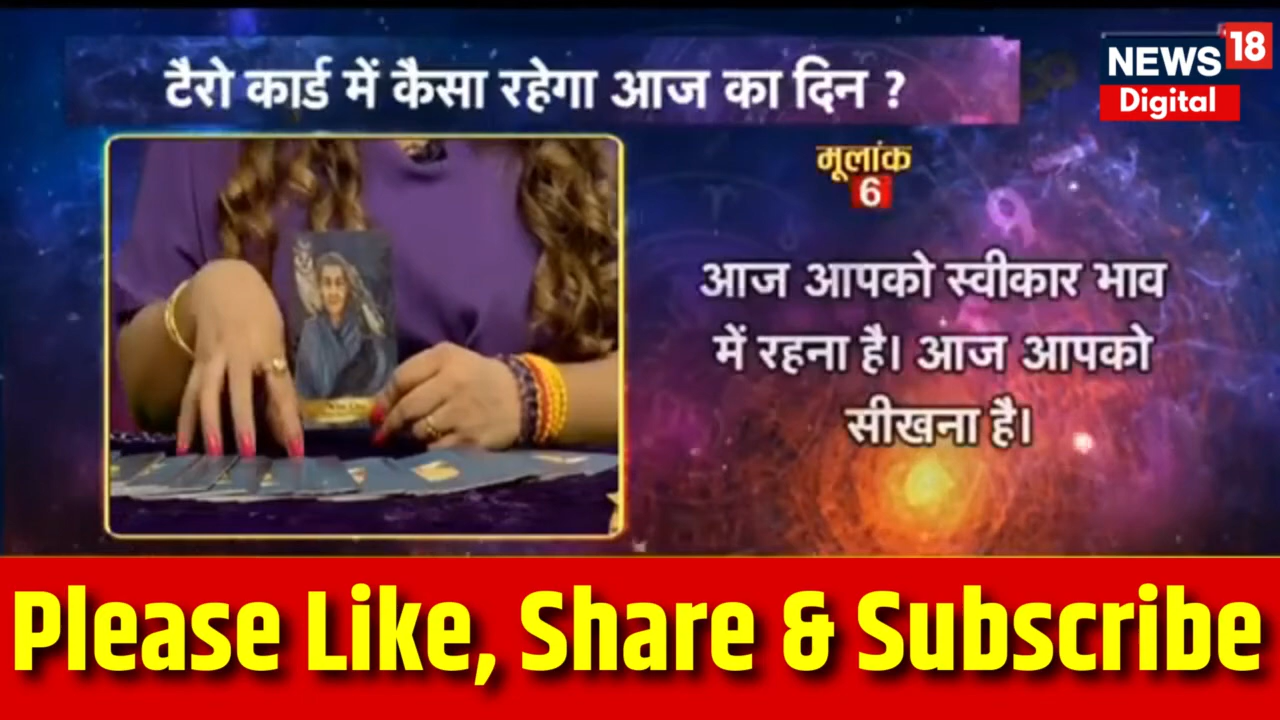 टैरो कार्ड में कैसा रहेगा आज का दिन ?
NEWS 18
Digital
मूलांक
6
आज आपको स्वीकार भाव
में रहना है। आज आपको
सीखना है।
Please Like, Share & Subscribe